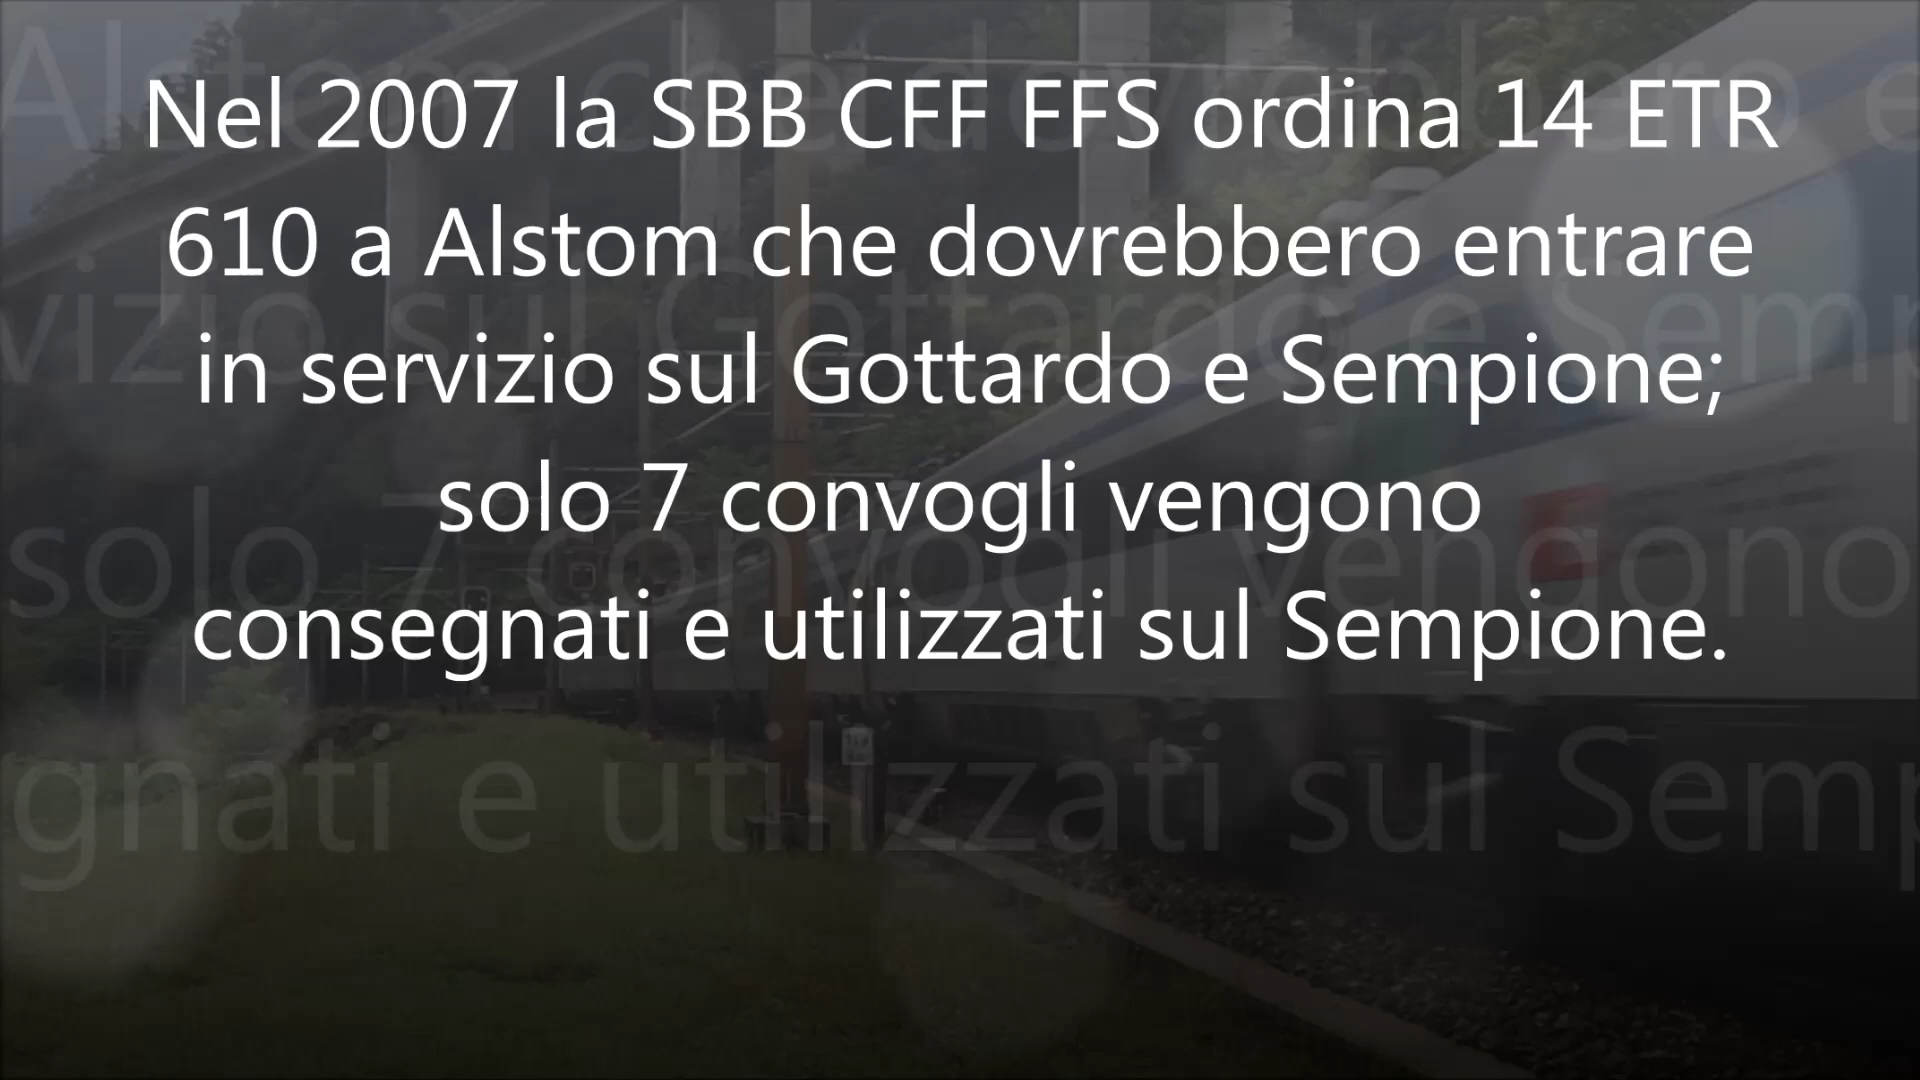 Nel 2007 la SBB CFF FFS ordina 14 ETR
610 a Alstom che dovrebbero entrare
in servizio sul Gottardo e Sempione;
solo 7 convogli vengono
consegnati e utilizzati sul Sempione.